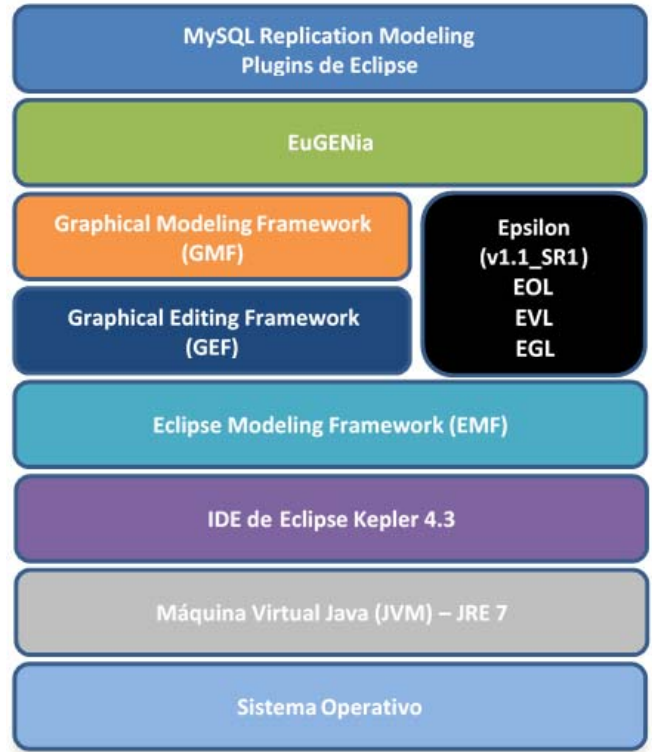 MySQL Replication Modeling
Plugins de Eclipse
EuGENia
Graphical Modeling Framework
(GMF)
Graphical Editing Framework
(GEF)
Epsilon
(v1.1_SR1)
EOL
EVL
EGL
Eclipse Modeling Framework (EMF)
IDE de Eclipse Kepler 4.3
Máquina Virtual Java (JVM) – JRE 7
Sistema Operativo